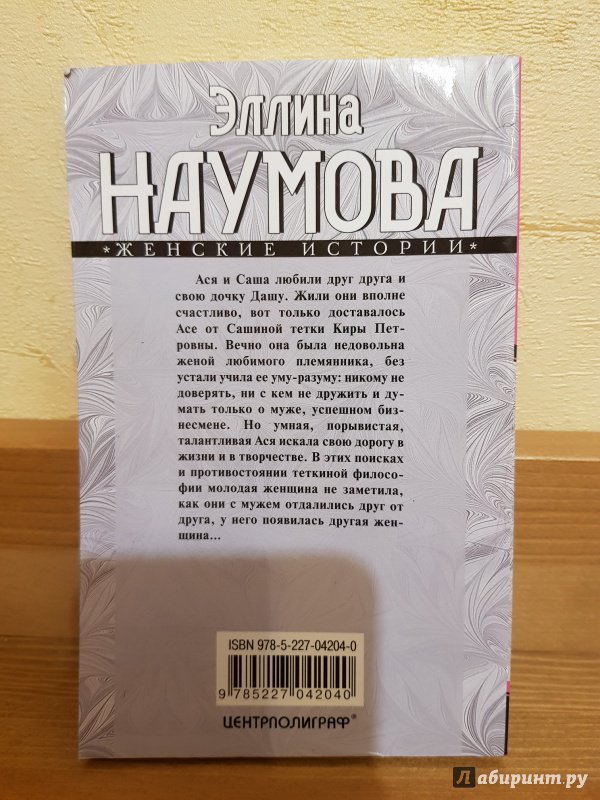 Эллина
НАУМОВА
*ЖЕНСКИЕ ИСТОРИИ*
Ася и Саша любили друг друга и
свою дочку Дашу. Жили они вполне
счастливо, вот только доставалось
Асе от Сашиной тетки Киры Пет-
ровны. Вечно она была недовольна
женой любимого племянника, без
устали учила ее уму-разуму: никому не
доверять, ни с кем не дружить и ду-
мать только о муже, успешном биз-
несмене. Но умная, порывистая,
талантливая Ася искала свою дорогу в
жизни и в творчестве. В этих поисках
и противостоянии теткиной филосо-
фии молодая женщина не заметила,
как они с мужем отдалились друг от
друга, у него появилась другая жен-
щина...
ISBN 978-5-227-04204-0
9 785227 042040
ЦЕНТРПОЛИГРАФ®
Лабиринт.ру